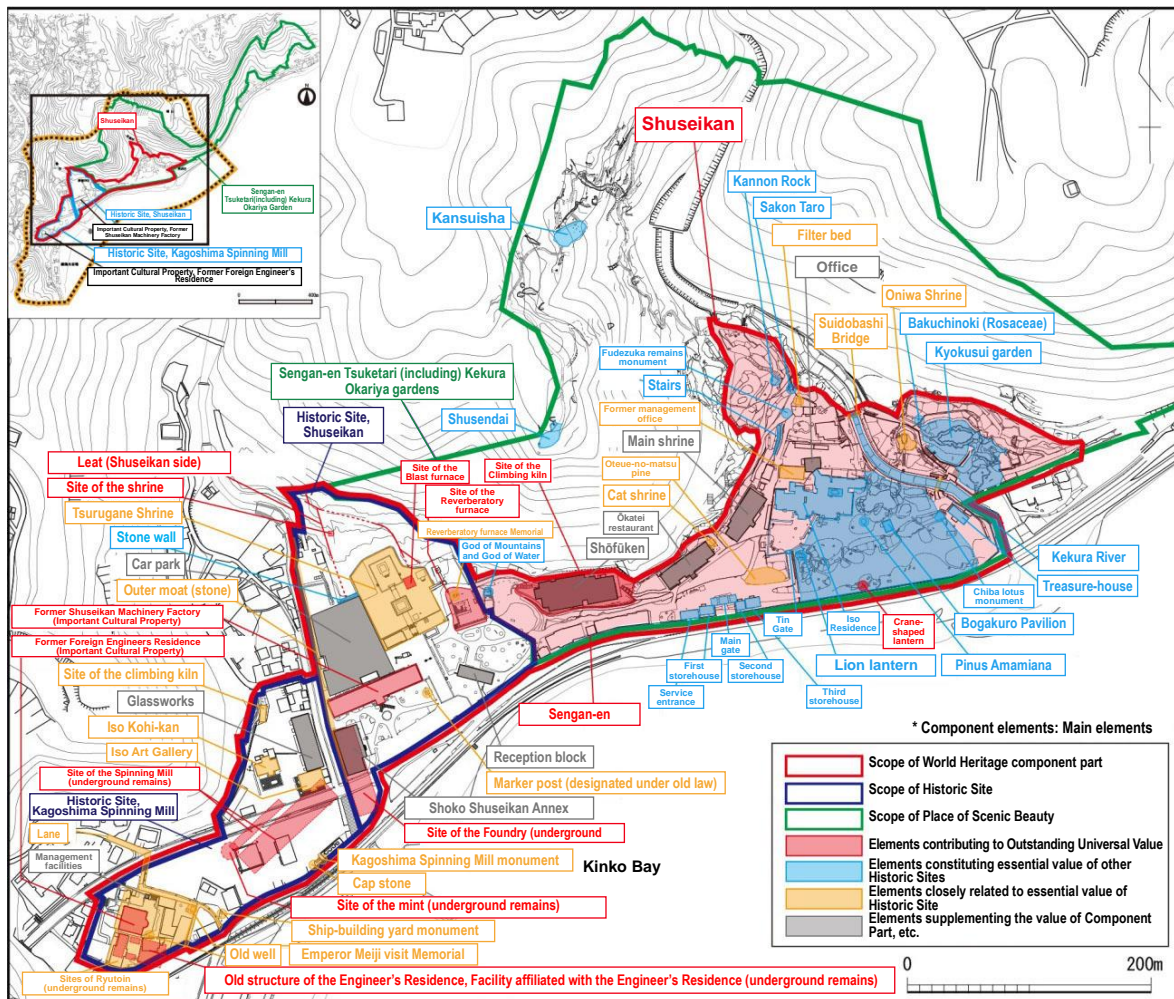 Shuseikan
Sengan-en
Tsuketari(including) Kekura
Okariya Garden
Historic Site, Shuseikan
Important Cultural Property, Former
Shuseikan Machinery Factory
Historic Site, Kagoshima Spinning Mill
Important Cultural Property, Former Foreign Engineer's
Residence
0
400m
Shuseikan
Kannon Rock
Sakon Taro
Kansuisha
Filter bed
Office
Oniwa Shrine
Suidobashi
Bridge
Bakuchinoki (Rosaceae)
Kyokusui garden
Fudezuka remains
monument
Stairs
Sengan-en Tsuketari (including) Kekura
Okariya gardens
Shusendai
Former management
office
Historic Site,
Shuseikan
Main shrine
Leat (Shuseikan side)
Site of the
Blast furnace
Site of the
Climbing kiln
Oteue-no-matsu
pine
Site of the shrine
Site of the
Reverberatory
furnace
Cat shrine
Tsurugane Shrine
Reverberatory furnace Memorial
Ōkatei
restaurant
Stone wall
God of Mountains
and God of Water
Shōfūken
Car park
Kekura River
Outer moat (stone)
Treasure-house
Former Shuseikan Machinery Factory
(Important Cultural Property)
Chiba lotus
monument
Former Foreign Engineers Residence
(Important Cultural Property)
Tin
Gate
Iso
Residence
Crane-
shaped
lantern
Bogakuro Pavilion
Main
gate
Lion lantern
Pinus Amamiana
Site of the climbing kiln
First
storehouse
Second
storehouse
Glassworks
Service
entrance
Third
storehouse
Iso Kohi-kan
Sengan-en
Iso Art Gallery
Reception block
Site of the Spinning Mill
(underground remains)
Marker post (designated under old law)
Historic Site,
Kagoshima Spinning Mill
Shoko Shuseikan Annex
Lane
Site of the Foundry (underground
Management
facilities
Kagoshima Spinning Mill monument
Kinko Bay
Cap stone
Site of the mint (underground remains)
Ship-building yard monument
Old well
Emperor Meiji visit Memorial
Sites of Ryutoin
(underground remains)
Old structure of the Engineer's Residence, Facility affiliated with the Engineer's Residence (underground remains)
* Component elements: Main elements
Scope of World Heritage component part
Scope of Historic Site
Scope of Place of Scenic Beauty
Elements contributing to Outstanding Universal Value
Elements constituting essential value of other
Historic Sites
Elements closely related to essential value of
Historic Site
Elements supplementing the value of Component
Part, etc.
0
200m